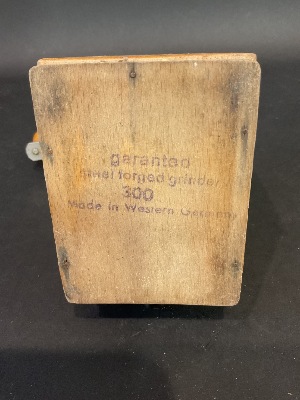 garanted
steel forged grinder
300
Made in Western Germany